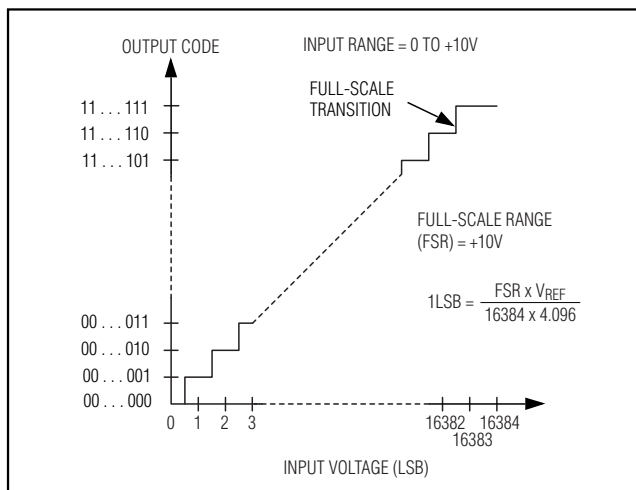 OUTPUT CODE
INPUT RANGE = 0 TO +10V
FULL-SCALE
TRANSITION
11 . . . 111
11 . . . 110
11 . . . 101
FULL-SCALE RANGE
(FSR) = +10V
1LSB = FSR x VREF
16384 x 4.096
00 . . . 011
00 . . . 010
00 . . . 001
00 . . . 000
0 1 2 3 16382 16384
16383
INPUT VOLTAGE (LSB)